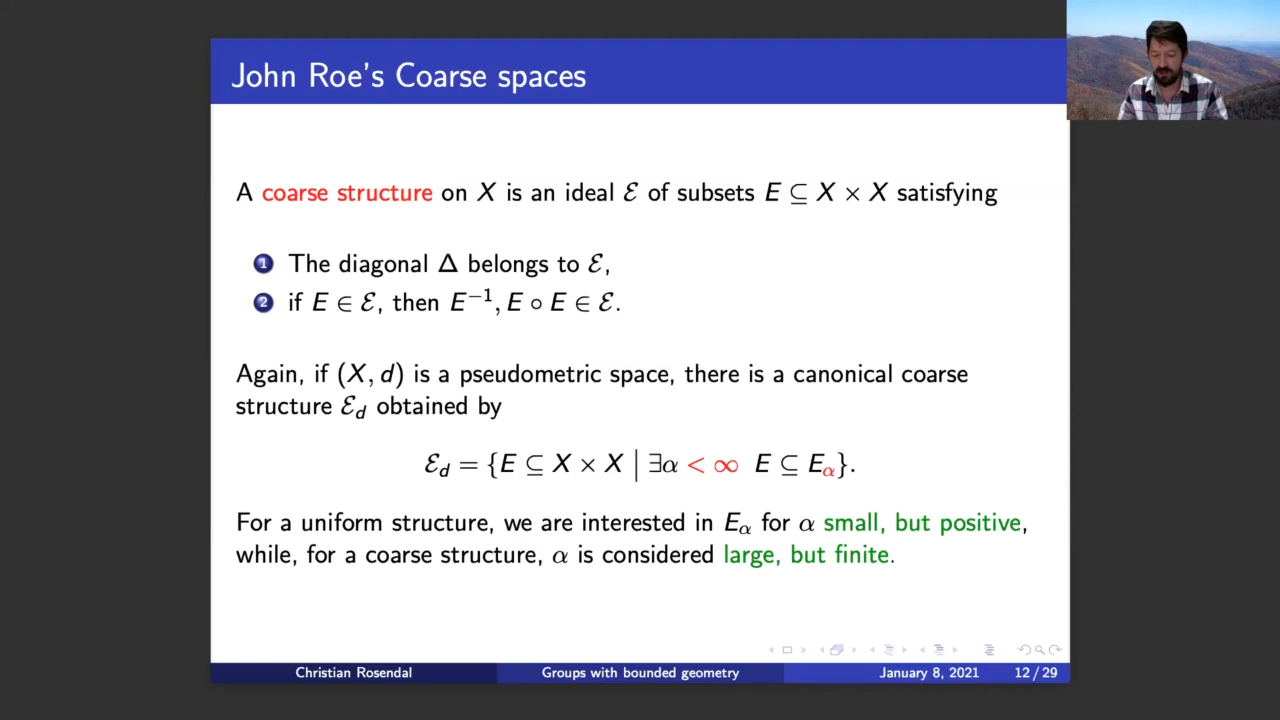 John Roe's Coarse spaces
A coarse structure on X is an ideal ℰ of subsets E ⊆ X × X satisfying
1 The diagonal Δ belongs to ℰ,
2 if E ∈ ℰ, then E⁻¹, E ∘ E ∈ ℰ.
Again, if (X, d) is a pseudometric space, there is a canonical coarse
structure ℰ_d obtained by
ℰ_d = {E ⊆ X × X | ∃α < ∞ E ⊆ E_α}.
For a uniform structure, we are interested in E_α for α small, but positive,
while, for a coarse structure, α is considered large, but finite.
Christian Rosendal Groups with bounded geometry January 8, 2021 12 / 29